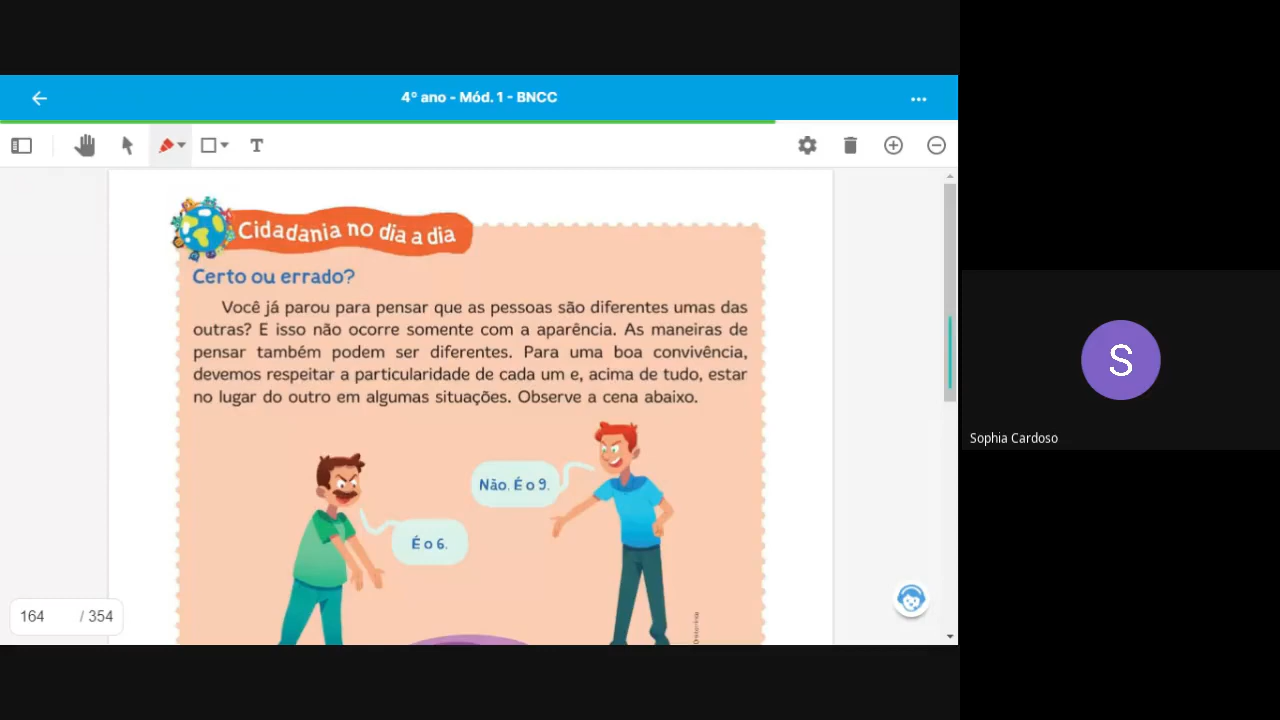 4º ano - Mód. 1 - BNCC
T
Cidadania no dia a dia
Certo ou errado?
Você já parou para pensar que as pessoas são diferentes umas das
outras? E isso não ocorre somente com a aparência. As maneiras de
pensar também podem ser diferentes. Para uma boa convivência,
devemos respeitar a particularidade de cada um e, acima de tudo, estar
no lugar do outro em algumas situações. Observe a cena abaixo.
Não. É o 9.
É o 6.
164 / 354
S
Sophia Cardoso